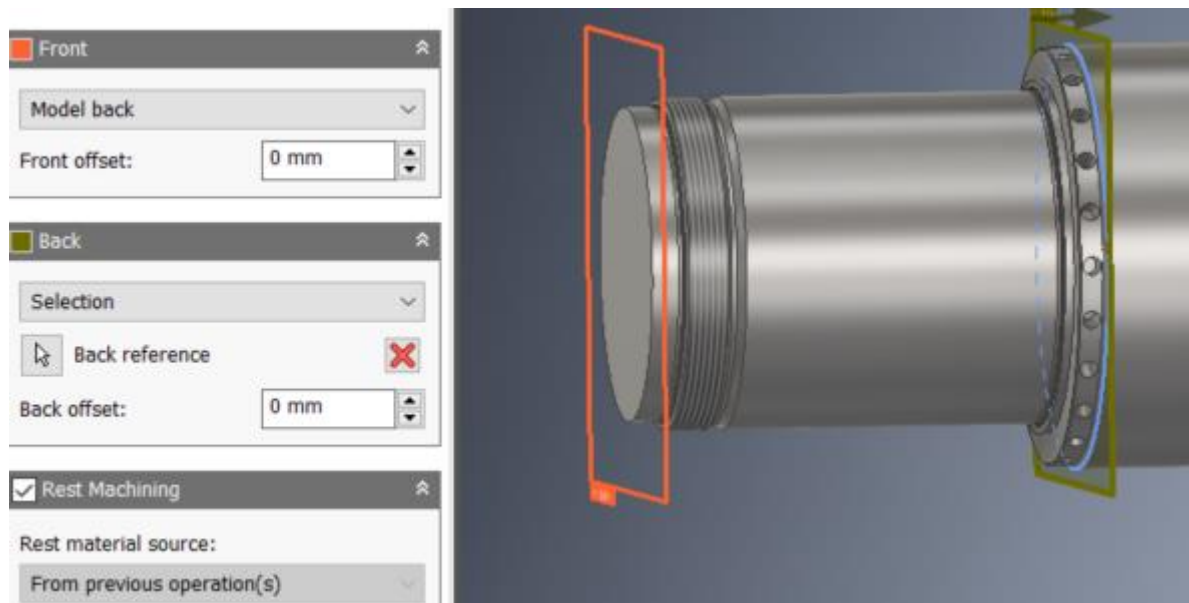 Front
Model back
Front offset: 0 mm
Back
Selection
Back reference
Back offset: 0 mm
Rest Machining
Rest material source:
From previous operation(s)